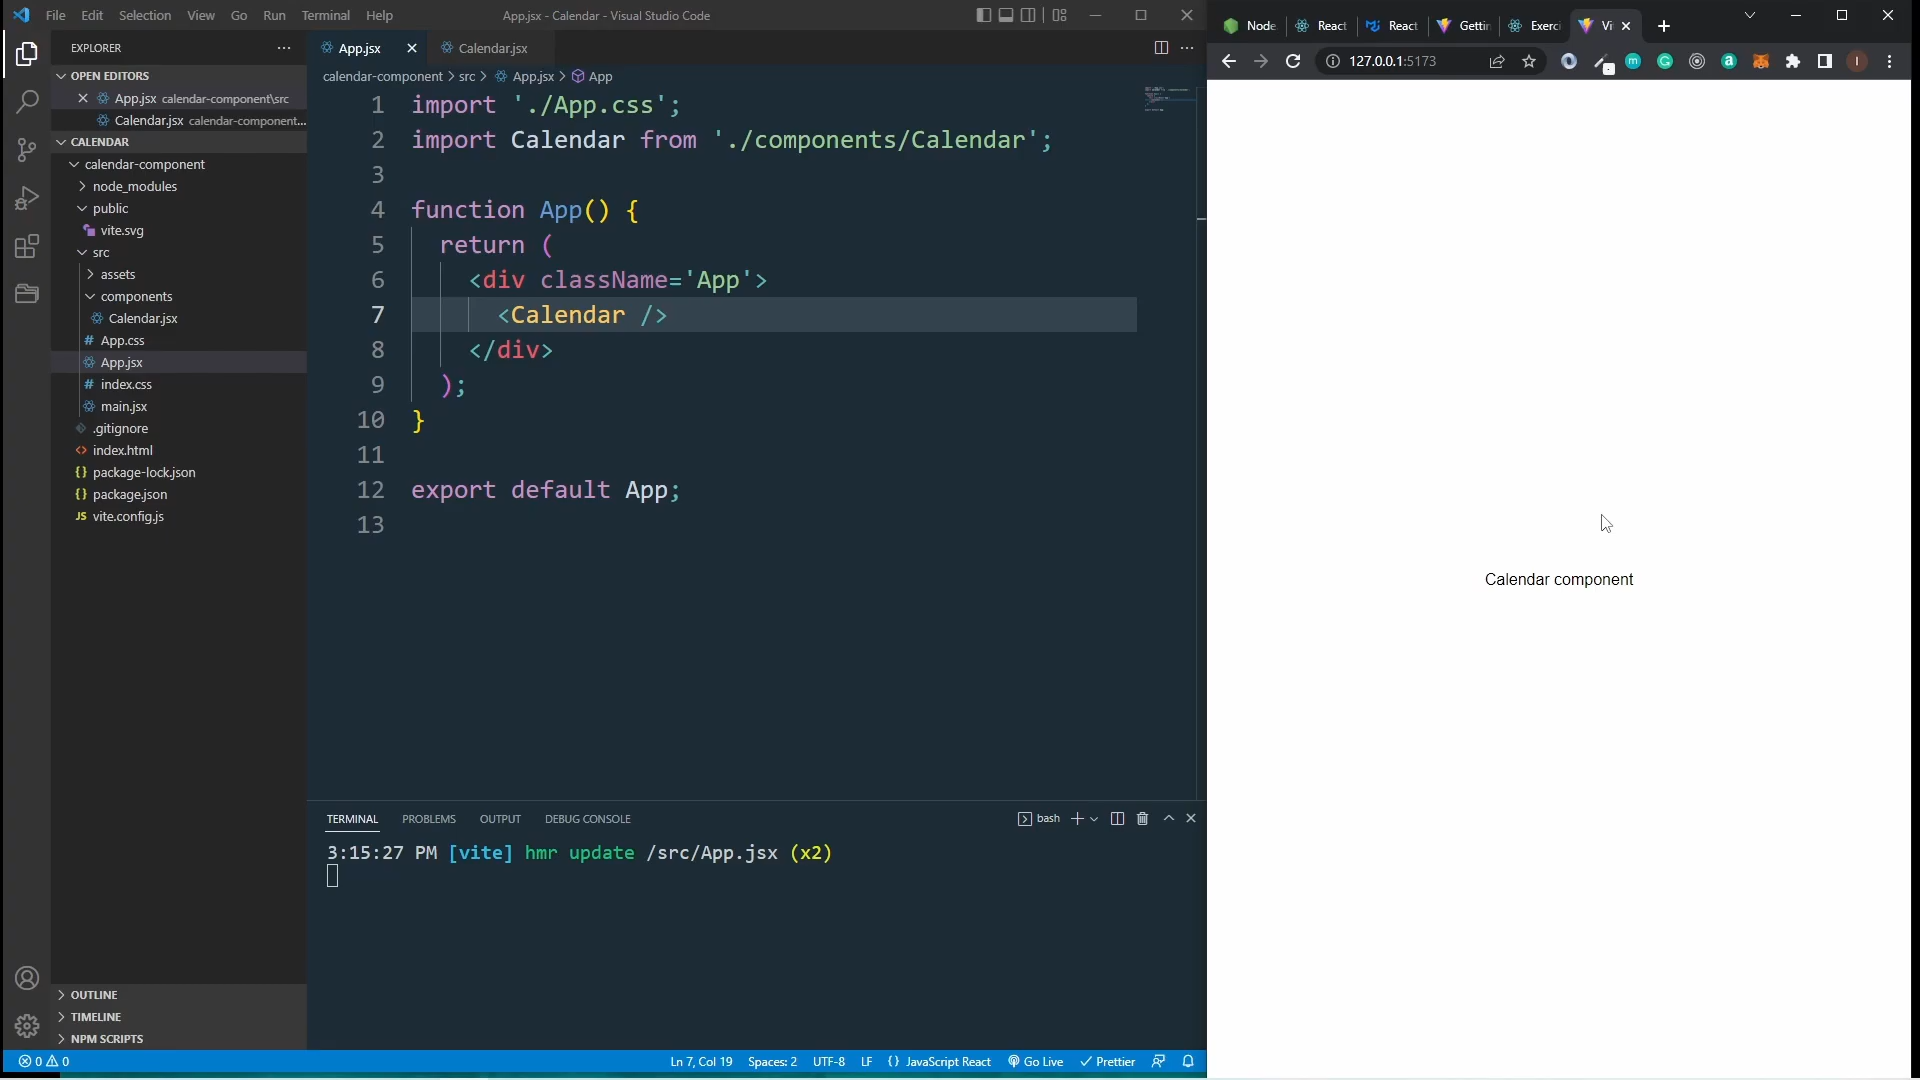 File Edit Selection View Go Run Terminal Help
App.jsx - Calendar - Visual Studio Code
EXPLORER
OPEN EDITORS
App.jsx calendar-component\src
Calendar.jsx calendar-component...
CALENDAR
calendar-component
node_modules
public
vite.svg
src
assets
components
Calendar.jsx
App.css
App.jsx
index.css
main.jsx
.gitignore
index.html
package-lock.json
package.json
JS vite.config.js
OUTLINE
TIMELINE
NPM SCRIPTS
App.jsx
Calendar.jsx
calendar-component > src > App.jsx > App
1 import './App.css';
2 import Calendar from './components/Calendar';
3
4 function App() {
5 return (
6 <div className='App'>
7 <Calendar />
8 </div>
9 );
10 }
11
12 export default App;
13
TERMINAL PROBLEMS OUTPUT DEBUG CONSOLE
bash
3:15:27 PM [vite] hmr update /src/App.jsx (x2)
0 0
Ln 7, Col 19 Spaces: 2 UTF-8 LF {} JavaScript React Go Live Prettier
Node React React Gettin Exerci Vi
127.0.0.1:5173
Calendar component